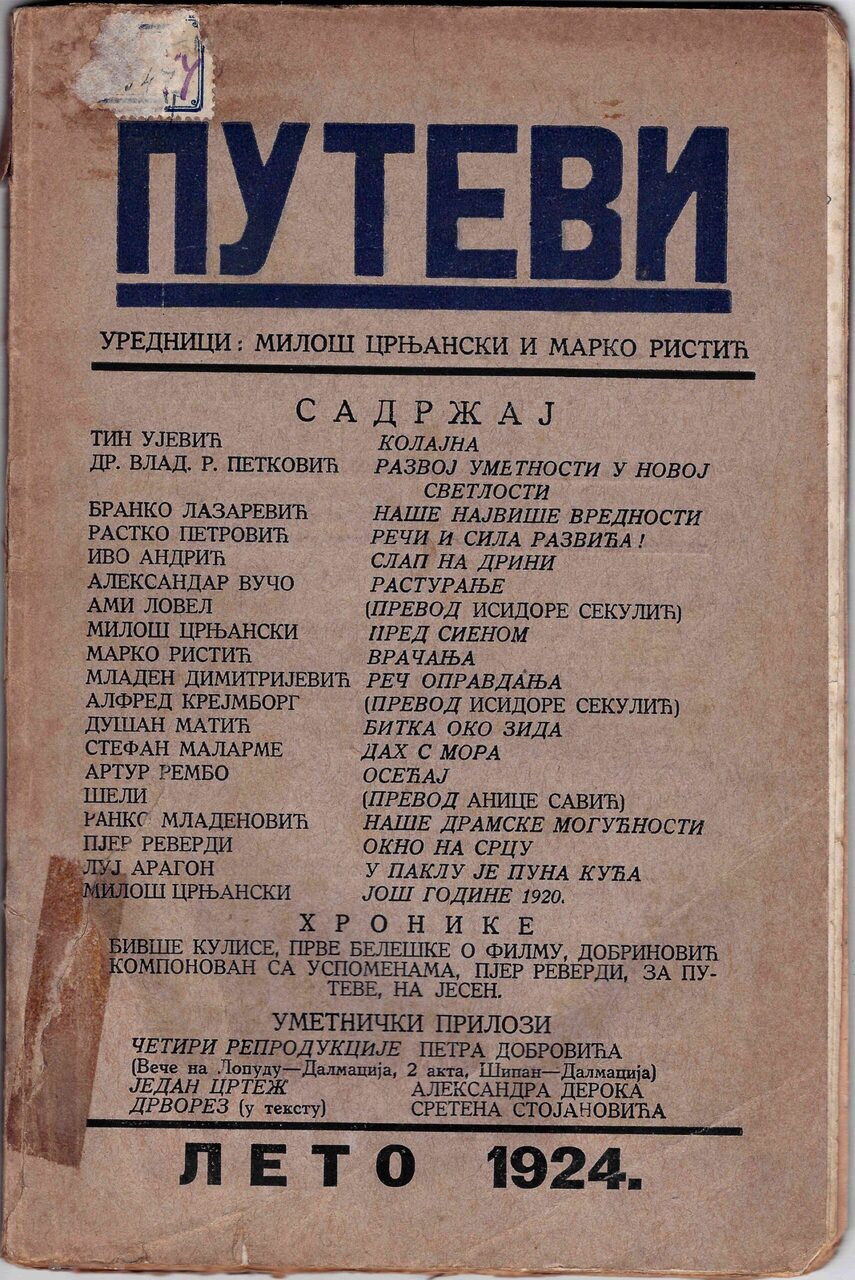 ПУТЕВИ
УРЕДНИЦИ: МИЛОШ ЦРЊАНСКИ И МАРКО РИСТИЋ
САДРЖАЈ
ТИН УЈЕВИЋ КОЛАЈНА
ДР. ВЛАД. Р. ПЕТКОВИЋ РАЗВОЈ УМЕТНОСТИ У НОВОЈ
СВЕТЛОСТИ
БРАНКО ЛАЗАРЕВИЋ НАШЕ НАЈВИШЕ ВРЕДНОСТИ
РАСТКО ПЕТРОВИЋ РЕЧИ И СИЛА РАЗВИЋА!
ИВО АНДРИЋ СЛАП НА ДРИНИ
АЛЕКСАНДАР ВУЧО РАСТУРАЊЕ
АМИ ЛОВЕЛ (ПРЕВОД ИСИДОРЕ СЕКУЛИЋ)
МИЛОШ ЦРЊАНСКИ ПРЕД СИЕНОМ
МАРКО РИСТИЋ ВРАЧАЊА
МЛАДЕН ДИМИТРИЈЕВИЋ РЕЧ ОПРАВДАЊА
АЛФРЕД КРЕЈМБОРГ (ПРЕВОД ИСИДОРЕ СЕКУЛИЋ)
ДУШАН МАТИЋ БИТКА ОКО ЗИДА
СТЕФАН МАЛАРМЕ ДАХ С МОРА
АРТУР РЕМБО ОСЕЋАЈ
ШЕЛИ (ПРЕВОД АНИЦЕ САВИЋ)
РАНКО МЛАДЕНОВИЋ НАШЕ ДРАМСКЕ МОГУЋНОСТИ
ПЈЕР РЕВЕРДИ ОКНО НА СРЦУ
ЛУЈ АРАГОН У ПАКЛУ ЈЕ ПУНА КУЋА
МИЛОШ ЦРЊАНСКИ ЈОШ ГОДИНЕ 1920.
ХРОНИКЕ
БИВШЕ КУЛИСЕ, ПРВЕ БЕЛЕШКЕ О ФИЛМУ, ДОБРИНОВИЋ
КОМПОНОВАН СА УСПОМЕНАМА, ПЈЕР РЕВЕРДИ, ЗА ПУ-
ТЕВЕ, НА ЈЕСЕН.
УМЕТНИЧКИ ПРИЛОЗИ
ЧЕТИРИ РЕПРОДУКЦИЈЕ ПЕТРА ДОБРОВИЋА
(Вече на Лопуду—Далмација, 2 акта, Шипан—Далмација)
ЈЕДАН ЦРТЕЖ АЛЕКСАНДРА ДЕРОКА
ДРВОРЕЗ (у тексту) СРЕТЕНА СТОЈАНОВИЋА
ЛЕТО 1924.